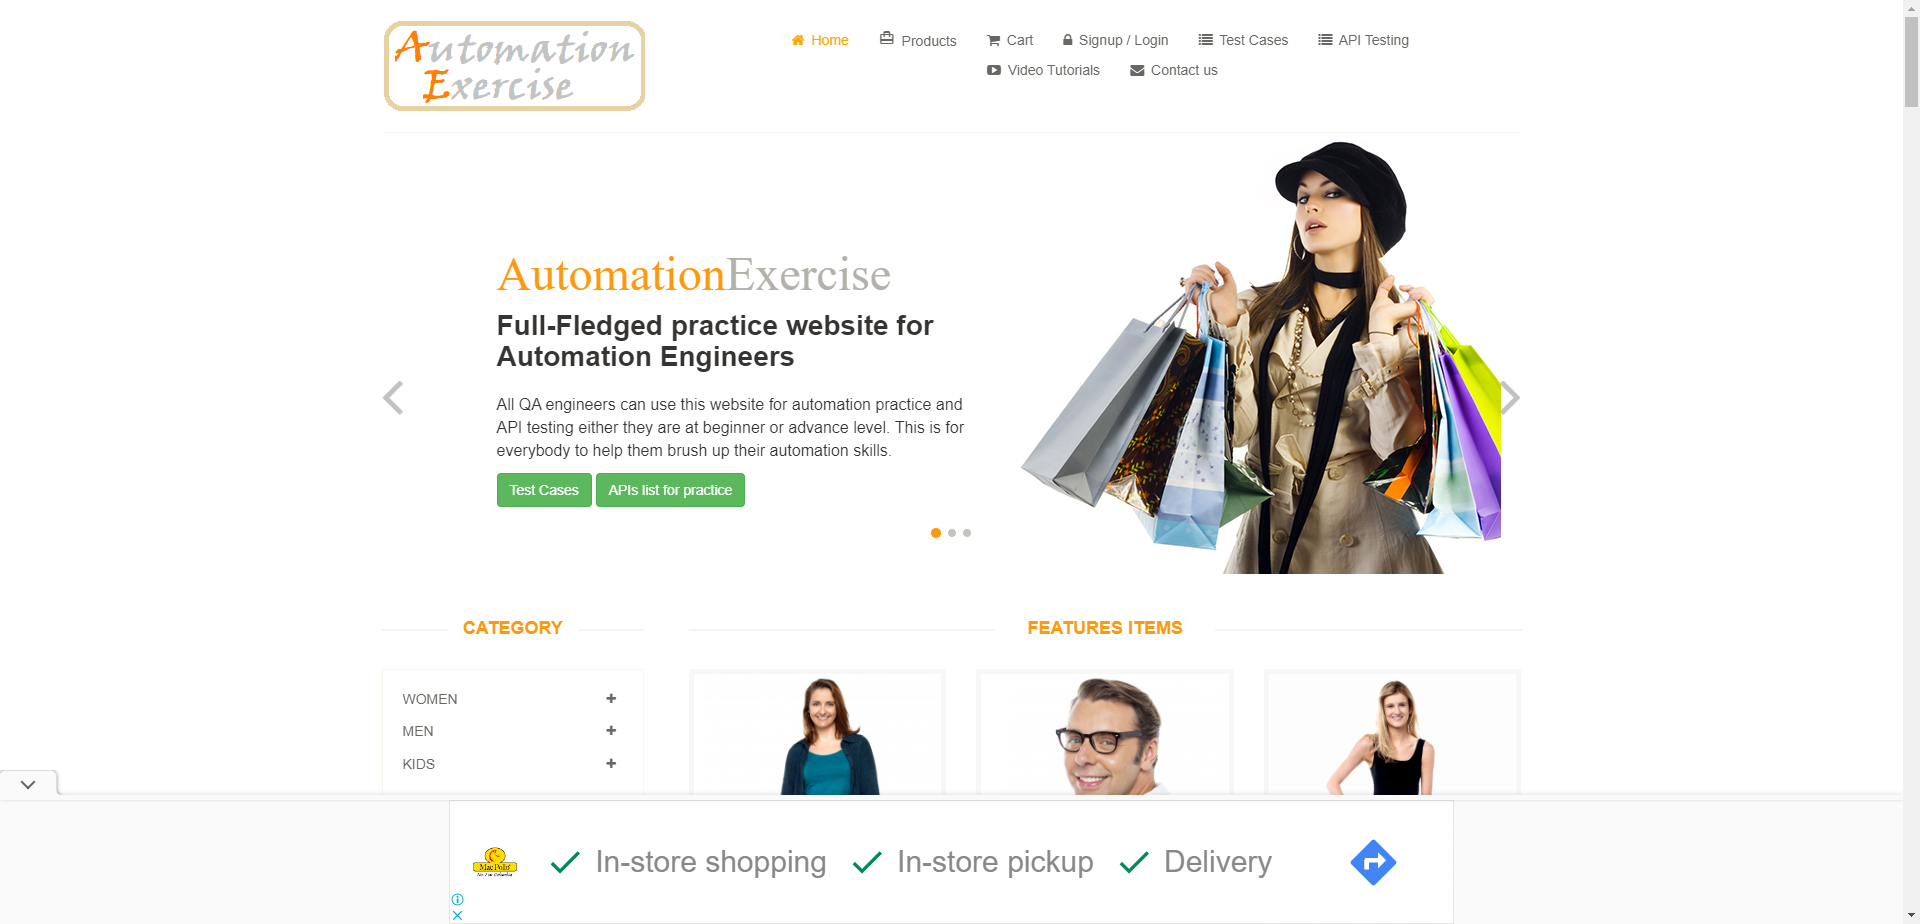 Automation
Exercise
Home
Products
Cart
Signup / Login
Test Cases
API Testing
Video Tutorials
Contact us
AutomationExercise
Full-Fledged practice website for
Automation Engineers
All QA engineers can use this website for automation practice and
API testing either they are at beginner or advance level. This is for
everybody to help them brush up their automation skills.
Test Cases
APIs list for practice
CATEGORY
FEATURES ITEMS
WOMEN
MEN
KIDS
Mac Pollo
In-store shopping
In-store pickup
Delivery